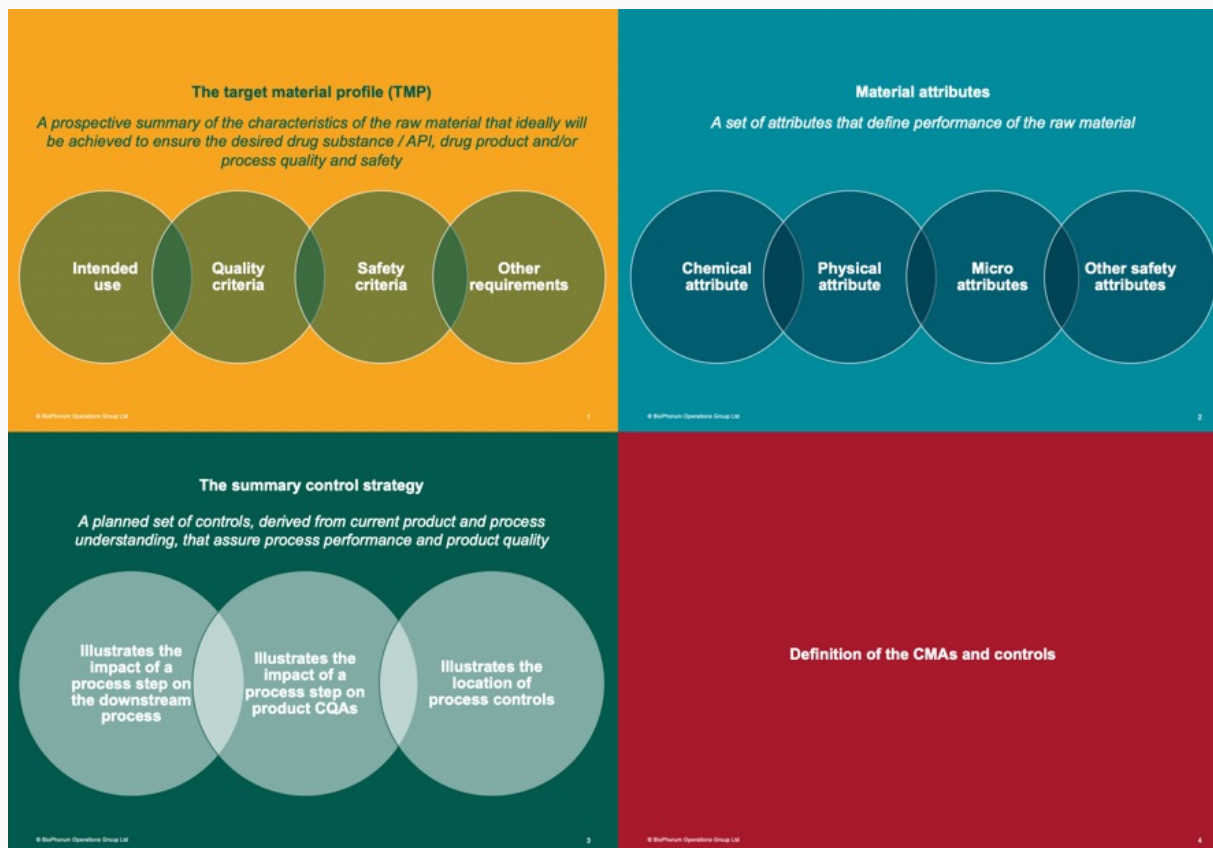 The target material profile (TMP)
A prospective summary of the characteristics of the raw material that ideally will
be achieved to ensure the desired drug substance / API, drug product and/or
process quality and safety
Intended
use
Quality
criteria
Safety
criteria
Other
requirements
© BioPhorum Operations Group Ltd
1
Material attributes
A set of attributes that define performance of the raw material
Chemical
attribute
Physical
attribute
Micro
attributes
Other safety
attributes
© BioPhorum Operations Group Ltd
2
The summary control strategy
A planned set of controls, derived from current product and process
understanding, that assure process performance and product quality
Illustrates the
impact of a
process step on
the downstream
process
Illustrates the
impact of a
process step on
product CQAs
Illustrates the
location of
process controls
© BioPhorum Operations Group Ltd
3
Definition of the CMAs and controls
© BioPhorum Operations Group Ltd
4